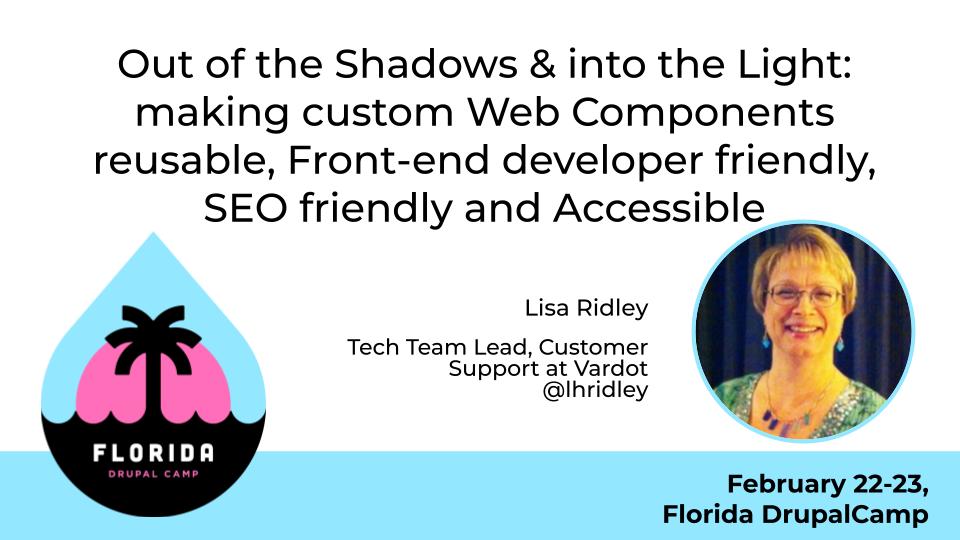 Out of the Shadows & into the Light:
making custom Web Components
reusable, Front-end developer friendly,
SEO friendly and Accessible
Lisa Ridley
Tech Team Lead, Customer
Support at Vardot
@lhridley
FLORIDA
DRUPAL CAMP
February 22-23,
Florida DrupalCamp